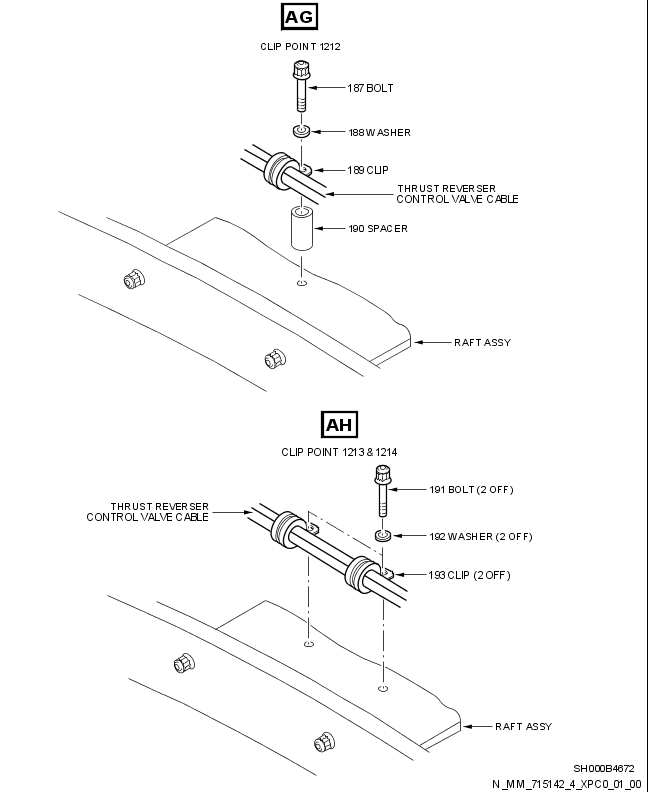 AG
CLIP POINT 1212
187 BOLT
188 WASHER
189 CLIP
THRUST REVERSER
CONTROL VALVE CABLE
190 SPACER
RAFT ASSY
AH
CLIP POINT 1213 & 1214
191 BOLT (2 OFF)
THRUST REVERSER
CONTROL VALVE CABLE
192 WASHER (2 OFF)
193 CLIP (2 OFF)
RAFT ASSY
SH000B4672
N_MM_715142_4_XPC0_01_00